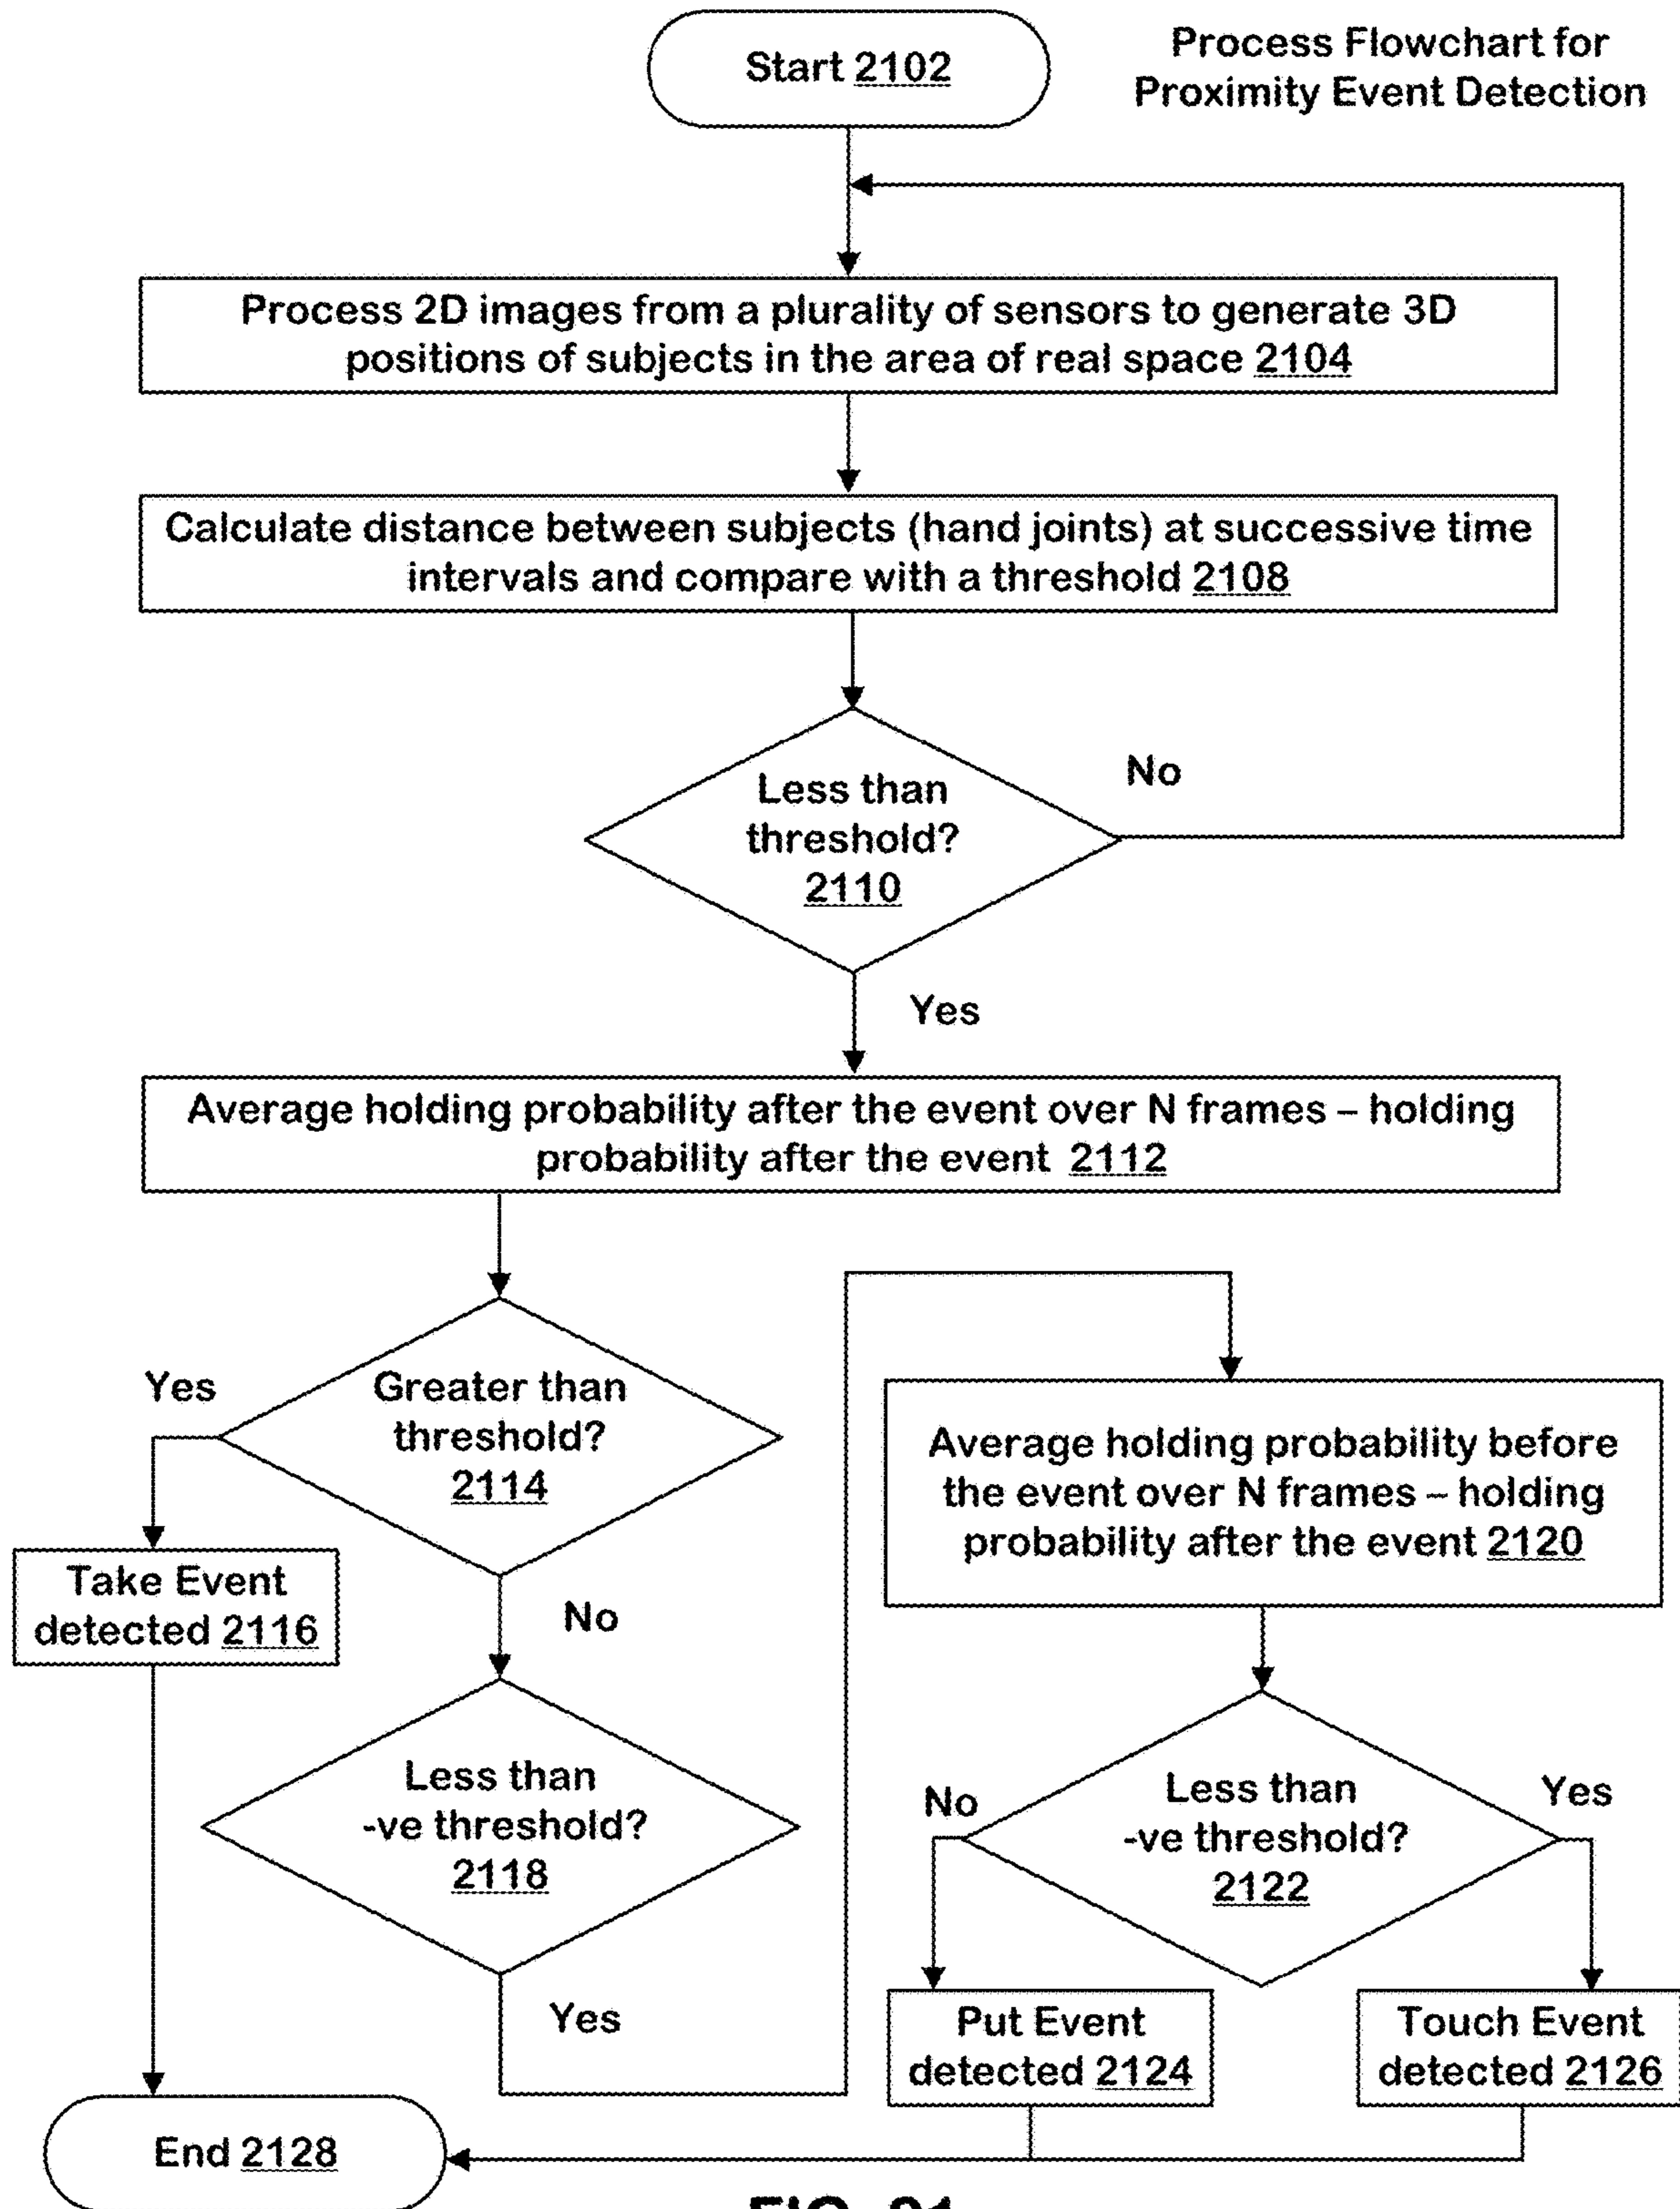 Start 2102
Process Flowchart for
Proximity Event Detection
Process 2D images from a plurality of sensors to generate 3D
positions of subjects in the area of real space 2104
Calculate distance between subjects (hand joints) at successive time
intervals and compare with a threshold 2108
Less than
threshold?
2110
No
Yes
Average holding probability after the event over N frames – holding
probability after the event 2112
Greater than
threshold?
2114
Yes
No
Take Event
detected 2116
Less than
-ve threshold?
2118
Yes
Average holding probability before
the event over N frames – holding
probability after the event 2120
Less than
-ve threshold?
2122
No
Yes
Put Event
detected 2124
Touch Event
detected 2126
End 2128
FIG. 21